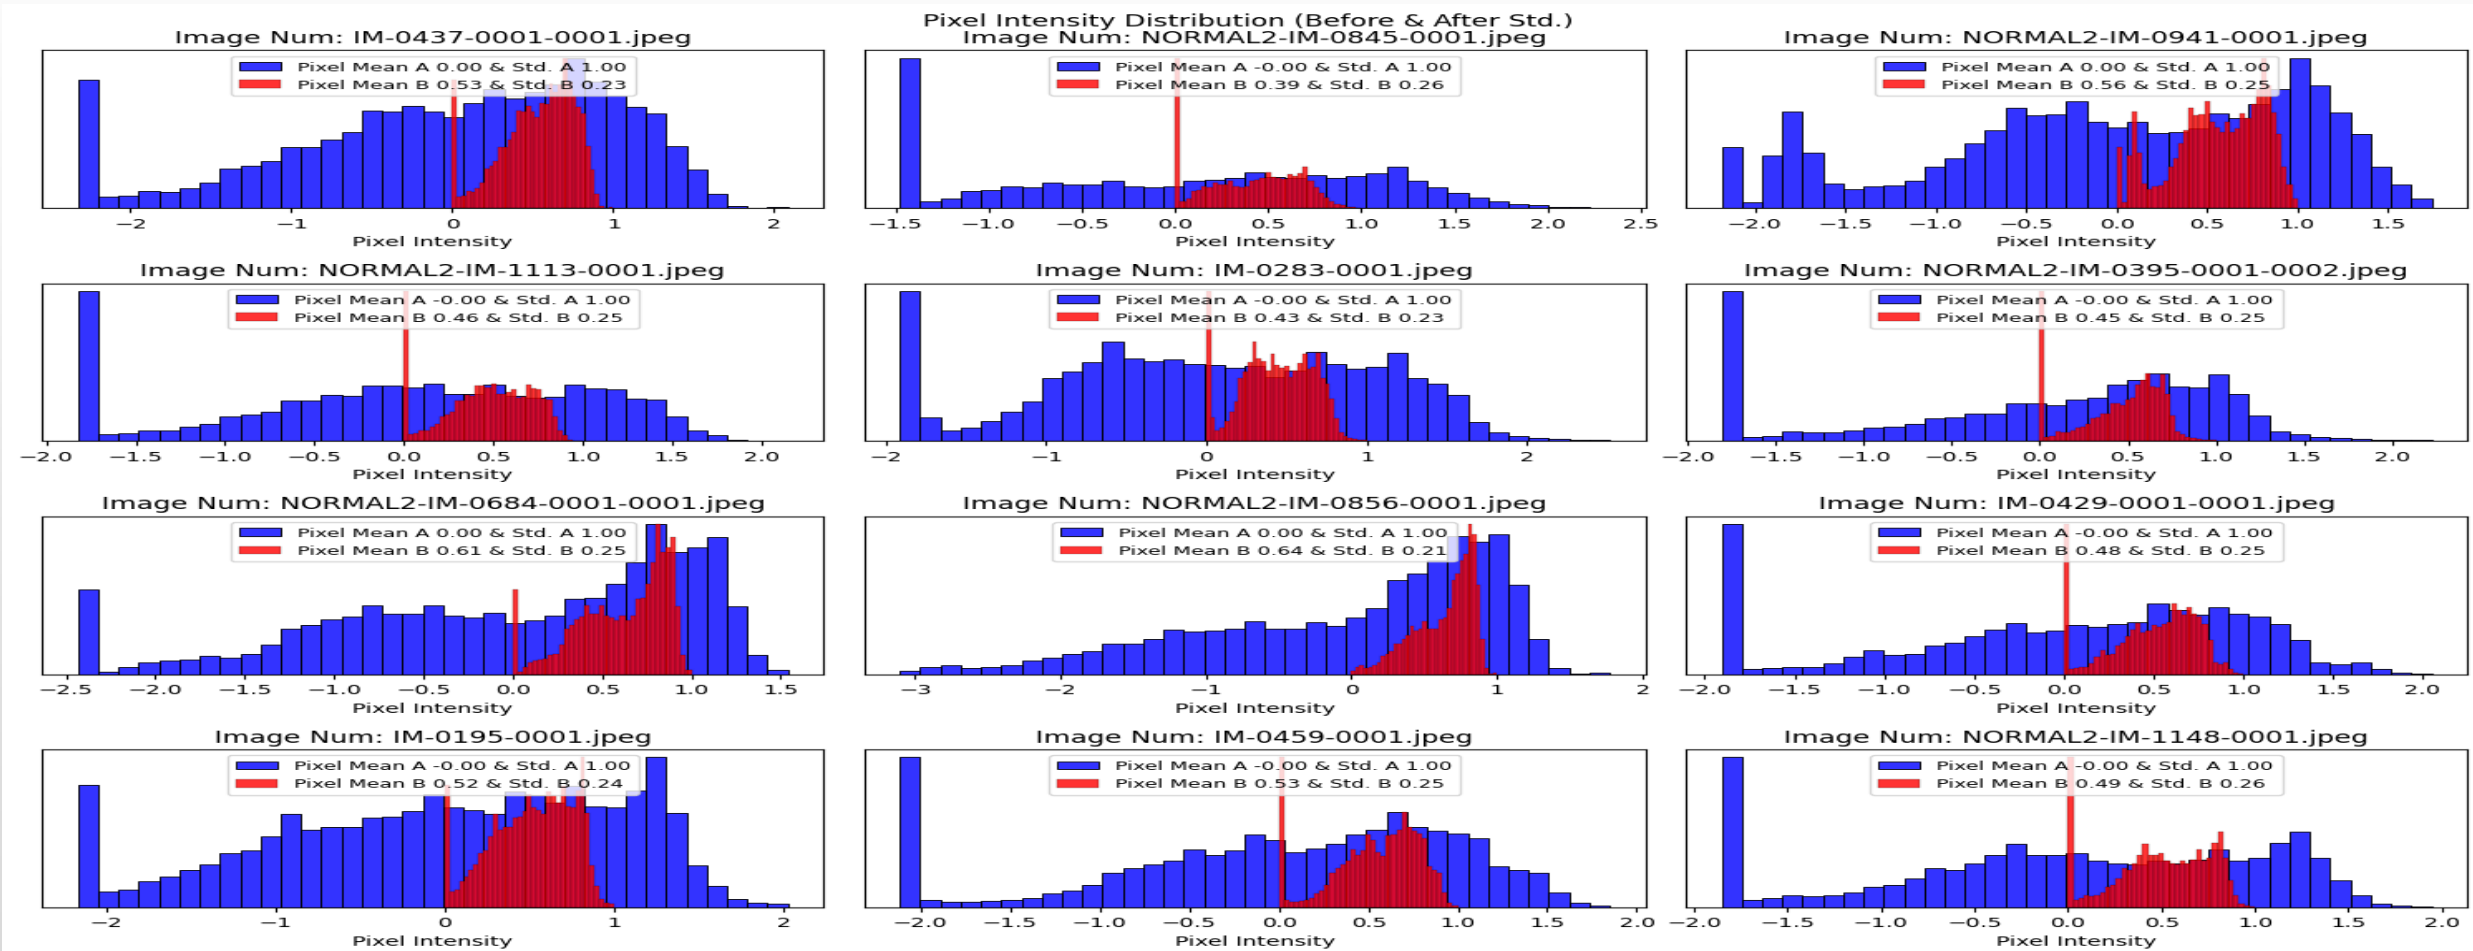 Pixel Intensity Distribution (Before & After Std.)
Image Num: IM-0437-0001-0001.jpeg
Pixel Mean A 0.00 & Std. A 1.00
Pixel Mean B 0.53 & Std. B 0.23
−2 −1 0 1 2
Pixel Intensity
Image Num: NORMAL2-IM-0845-0001.jpeg
Pixel Mean A -0.00 & Std. A 1.00
Pixel Mean B 0.39 & Std. B 0.26
−1.5 −1.0 −0.5 0.0 0.5 1.0 1.5 2.0 2.5
Pixel Intensity
Image Num: NORMAL2-IM-0941-0001.jpeg
Pixel Mean A 0.00 & Std. A 1.00
Pixel Mean B 0.56 & Std. B 0.25
−2.0 −1.5 −1.0 −0.5 0.0 0.5 1.0 1.5
Pixel Intensity
Image Num: NORMAL2-IM-1113-0001.jpeg
Pixel Mean A -0.00 & Std. A 1.00
Pixel Mean B 0.46 & Std. B 0.25
−2.0 −1.5 −1.0 −0.5 0.0 0.5 1.0 1.5 2.0
Pixel Intensity
Image Num: IM-0283-0001.jpeg
Pixel Mean A -0.00 & Std. A 1.00
Pixel Mean B 0.43 & Std. B 0.23
−2 −1 0 1 2
Pixel Intensity
Image Num: NORMAL2-IM-0395-0001-0002.jpeg
Pixel Mean A -0.00 & Std. A 1.00
Pixel Mean B 0.45 & Std. B 0.25
−2.0 −1.5 −1.0 −0.5 0.0 0.5 1.0 1.5 2.0
Pixel Intensity
Image Num: NORMAL2-IM-0684-0001-0001.jpeg
Pixel Mean A 0.00 & Std. A 1.00
Pixel Mean B 0.61 & Std. B 0.25
−2.5 −2.0 −1.5 −1.0 −0.5 0.0 0.5 1.0 1.5
Pixel Intensity
Image Num: NORMAL2-IM-0856-0001.jpeg
Pixel Mean A 0.00 & Std. A 1.00
Pixel Mean B 0.64 & Std. B 0.21
−3 −2 −1 0 1 2
Pixel Intensity
Image Num: IM-0429-0001-0001.jpeg
Pixel Mean A -0.00 & Std. A 1.00
Pixel Mean B 0.48 & Std. B 0.25
−2.0 −1.5 −1.0 −0.5 0.0 0.5 1.0 1.5 2.0
Pixel Intensity
Image Num: IM-0195-0001.jpeg
Pixel Mean A -0.00 & Std. A 1.00
Pixel Mean B 0.52 & Std. B 0.24
−2 −1 0 1 2
Pixel Intensity
Image Num: IM-0459-0001.jpeg
Pixel Mean A -0.00 & Std. A 1.00
Pixel Mean B 0.53 & Std. B 0.25
−2.0 −1.5 −1.0 −0.5 0.0 0.5 1.0 1.5 2.0
Pixel Intensity
Image Num: NORMAL2-IM-1148-0001.jpeg
Pixel Mean A -0.00 & Std. A 1.00
Pixel Mean B 0.49 & Std. B 0.26
−2.0 −1.5 −1.0 −0.5 0.0 0.5 1.0 1.5 2.0
Pixel Intensity